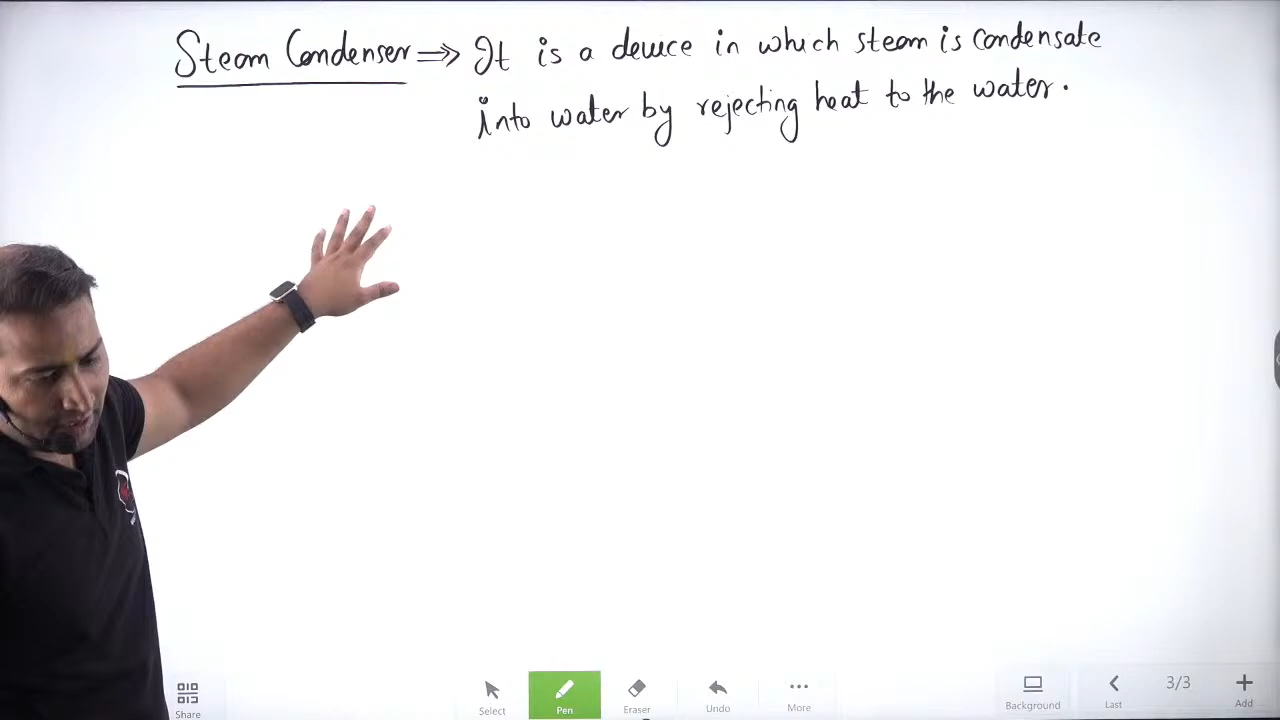 Steam Condenser ⇒ It is a device in which steam is condensate
into water by rejecting heat to the water.
Share
Select
Pen
Eraser
Undo
More
Background
Last
3/3
Add